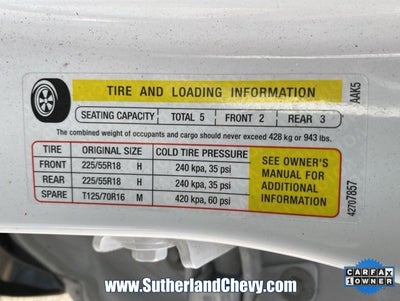 TIRE AND LOADING INFORMATION
SEATING CAPACITY TOTAL 5 FRONT 2 REAR 3
The combined weight of occupants and cargo should never exceed 428 kg or 943 lbs.
TIRE ORIGINAL SIZE COLD TIRE PRESSURE
FRONT 225/55R18 H 240 kpa, 35 psi
REAR 225/55R18 H 240 kpa, 35 psi
SPARE T125/70R16 M 420 kpa, 60 psi
SEE OWNER'S
MANUAL FOR
ADDITIONAL
INFORMATION
AAK5
42707857
www.SutherlandChevy.com
CARFAX
1 OWNER